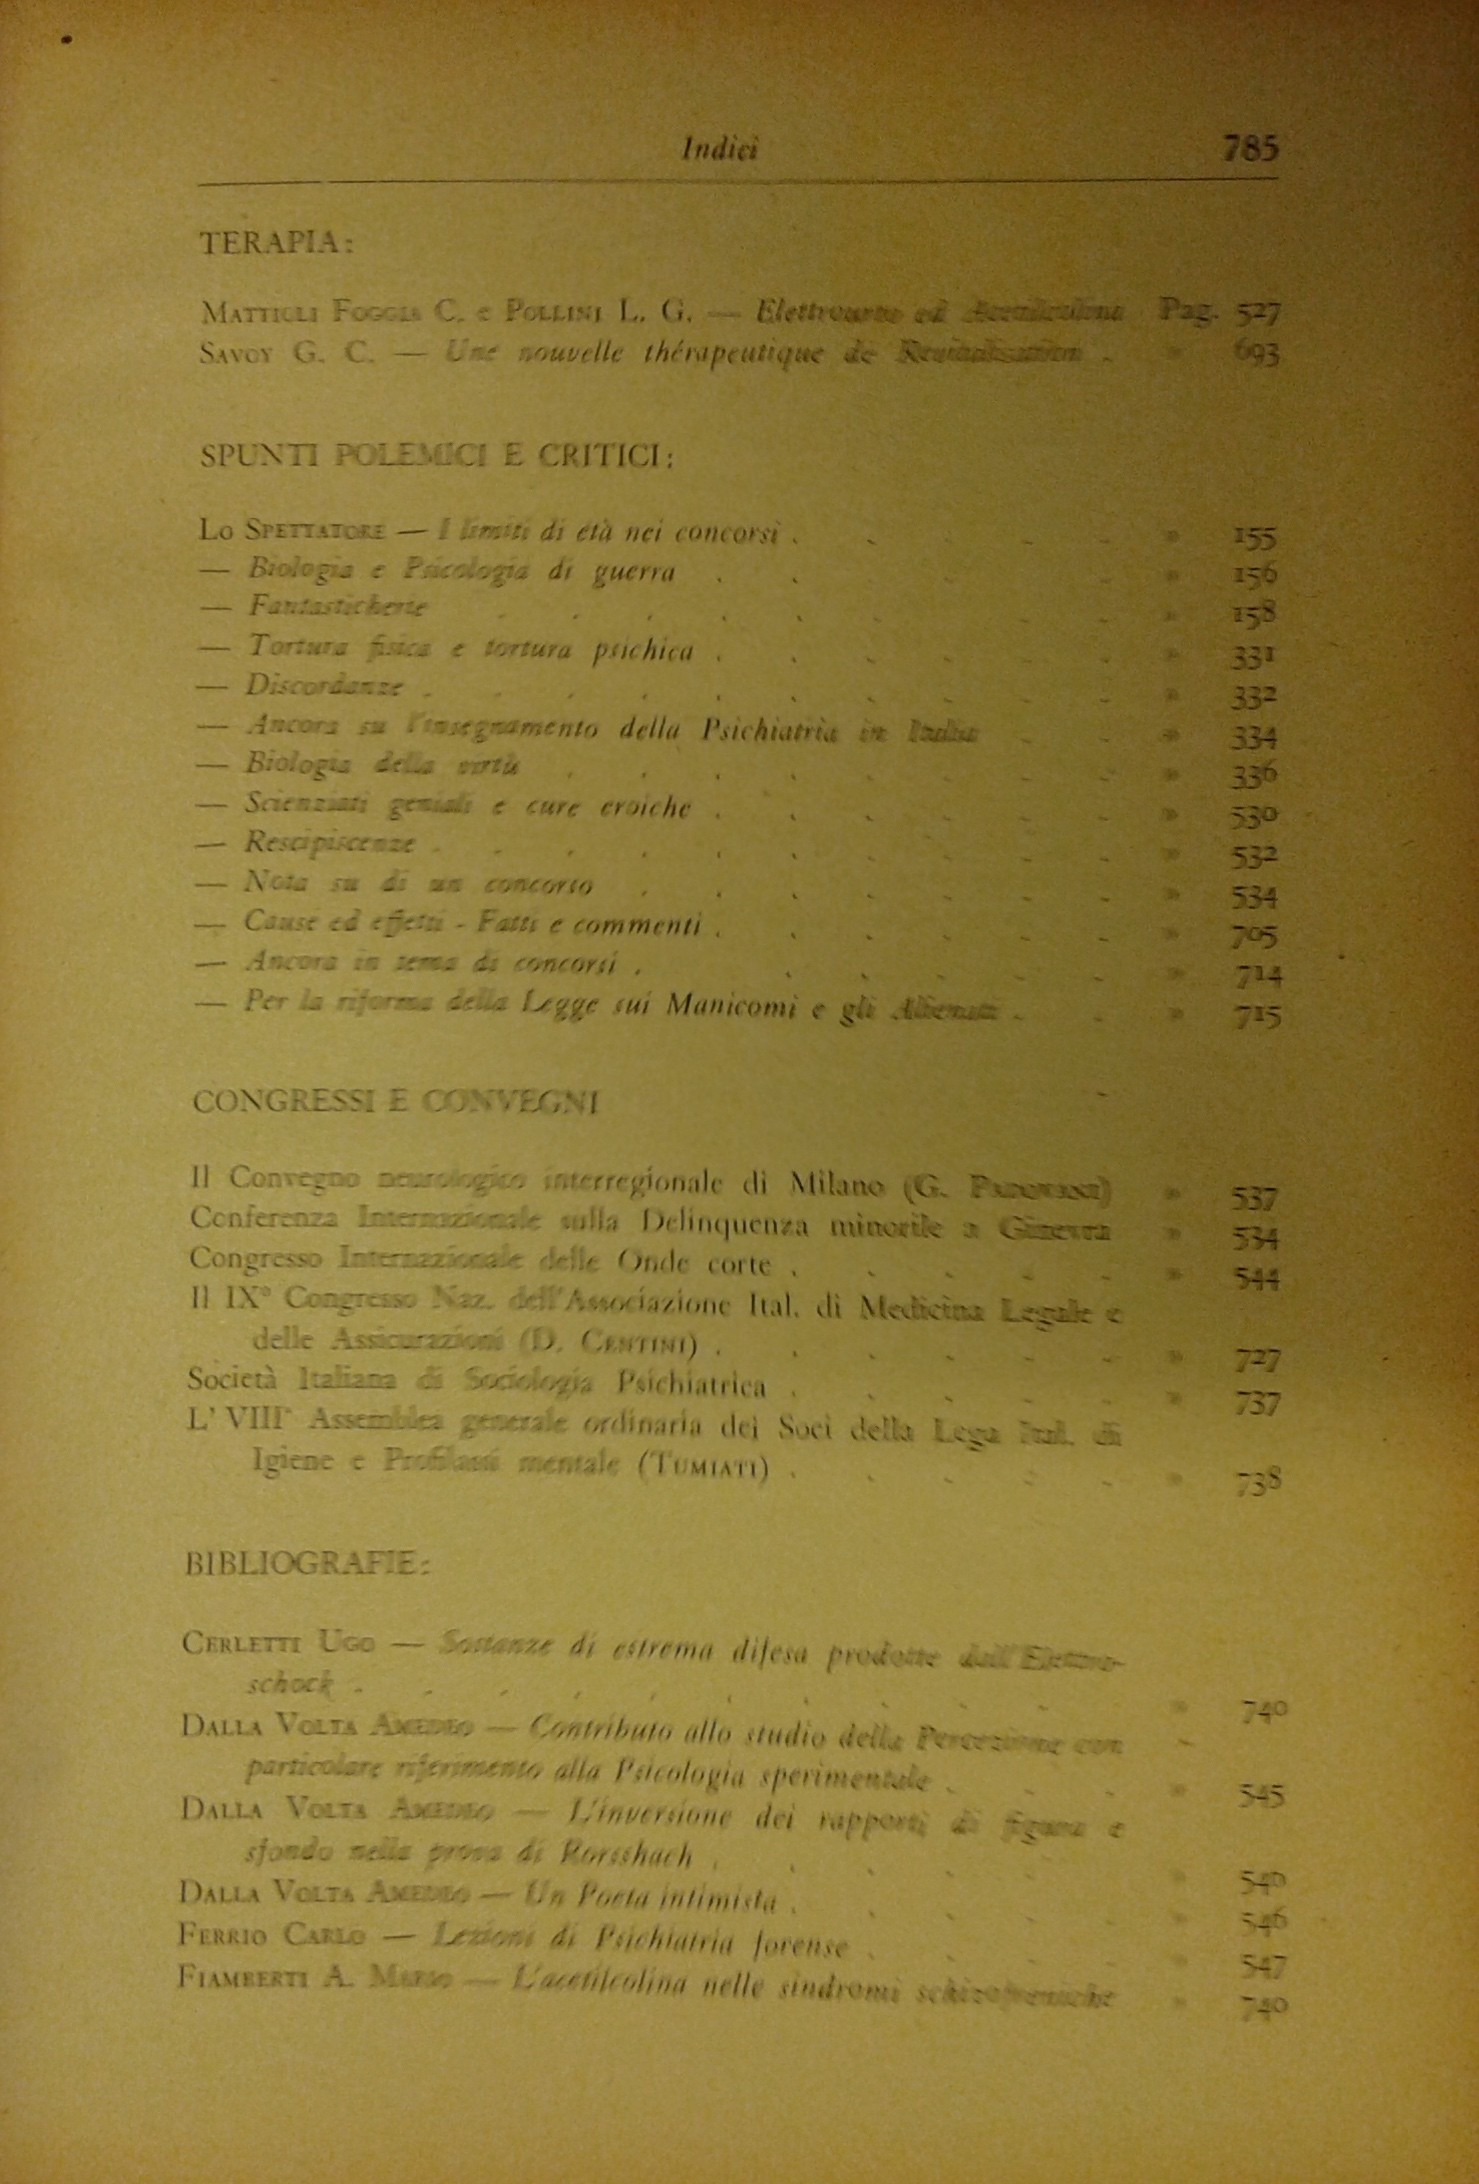 Indici 785
TERAPIA:
MATTIOLI FOGGIA C. e POLLINI L. G. — Pag. 527
SAVOY G. C. — Une nouvelle thérapeutique de . » 693
SPUNTI POLEMICI E CRITICI:
LO SPETTATORE — I limiti di età nei concorsi . . . . . » 155
— Biologia e Psicologia di guerra . . . . . . » 156
— Fantasticherie . . . . . . . . . » 158
— Tortura fisica e tortura psichica . . . . . . » 331
— Discordanze . . . . . . . . . . » 332
— Ancora su l'insegnamento della Psichiatria in Italia . . » 334
— Biologia della virtù . . . . . . . . » 336
— Scienziati geniali e cure eroiche . . . . . . » 530
— Rescipiscenze . . . . . . . . . . » 532
— Nota su di un concorso . . . . . . . » 534
— Cause ed effetti - Fatti e commenti . . . . . . » 705
— Ancora in tema di concorsi . . . . . . » 714
— Per la riforma della Legge sui Manicomi e gli Alienati . . » 715
CONGRESSI E CONVEGNI
Il Convegno neurologico interregionale di Milano (G. PADOVANI) » 537
Conferenza Internazionale sulla Delinquenza minorile a Ginevra » 534
Congresso Internazionale delle Onde corte . . . . . » 544
Il IX° Congresso Naz. dell'Associazione Ital. di Medicina Legale e
delle Assicurazioni (D. CENTINI) . . . . . . » 727
Società Italiana di Sociologia Psichiatrica . . . . . » 737
L' VIIIª Assemblea generale ordinaria dei Soci della Lega Ital. di
Igiene e Profilassi mentale (TUMIATI) . . . . . » 738
BIBLIOGRAFIE:
CERLETTI UGO — Sostanze di estrema difesa prodotte dall'Elettro-
schock . . . . . . . . . . » 740
DALLA VOLTA AMEDEO — Contributo allo studio della Percezione con
particolare riferimento alla Psicologia sperimentale . . . » 545
DALLA VOLTA AMEDEO — L'inversione dei rapporti di figura e
sfondo nella prova di Rorsshach . . . . . . » 540
DALLA VOLTA AMEDEO — Un Poeta intimista . . . . . » 546
FERRIO CARLO — Lezioni di Psichiatria forense . . . . » 547
FIAMBERTI A. MARIO — L'acetilcolina nelle sindromi schizofreniche » 740